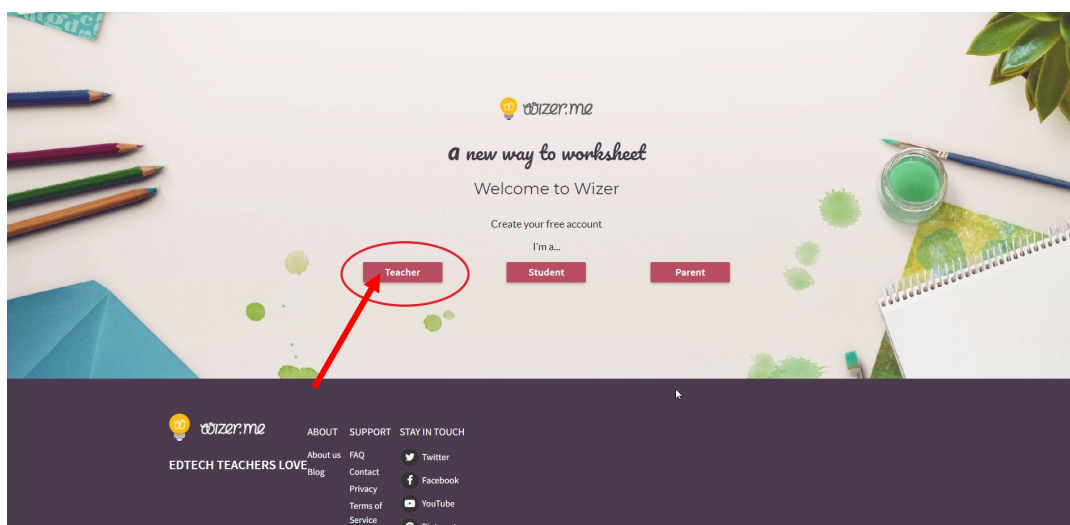 wizer.me
a new way to worksheet
Welcome to Wizer
Create your free account
I'm a...
Teacher Student Parent
wizer.me
EDTECH TEACHERS LOVE
ABOUT
About us
Blog
SUPPORT
FAQ
Contact
Privacy
Terms of
Service
STAY IN TOUCH
Twitter
Facebook
YouTube